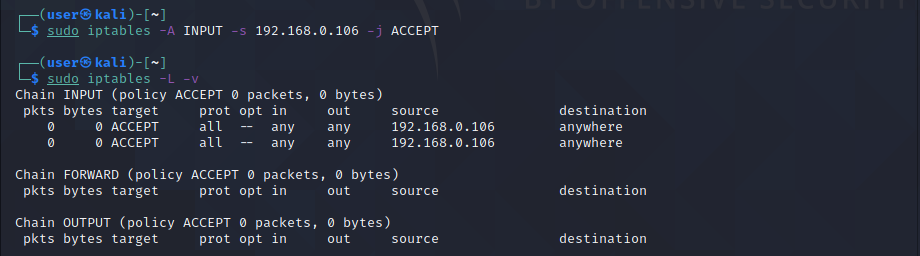 BY OFFENSIVE SECURITY
┌──(user㉿kali)-[~]
└─$ sudo iptables -A INPUT -s 192.168.0.106 -j ACCEPT
┌──(user㉿kali)-[~]
└─$ sudo iptables -L -v
Chain INPUT (policy ACCEPT 0 packets, 0 bytes)
 pkts bytes target     prot opt in     out     source               destination
    0     0 ACCEPT     all  --  any    any     192.168.0.106        anywhere
    0     0 ACCEPT     all  --  any    any     192.168.0.106        anywhere
Chain FORWARD (policy ACCEPT 0 packets, 0 bytes)
 pkts bytes target     prot opt in     out     source               destination
Chain OUTPUT (policy ACCEPT 0 packets, 0 bytes)
 pkts bytes target     prot opt in     out     source               destination